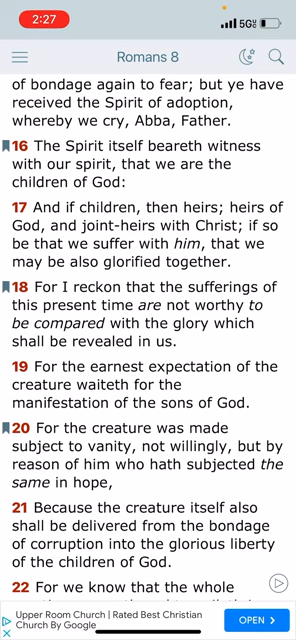 2:27
5G
Romans 8
of bondage again to fear; but ye have
received the Spirit of adoption,
whereby we cry, Abba, Father.
16 The Spirit itself beareth witness
with our spirit, that we are the
children of God:
17 And if children, then heirs; heirs of
God, and joint-heirs with Christ; if so
be that we suffer with him, that we
may be also glorified together.
18 For I reckon that the sufferings of
this present time are not worthy to
be compared with the glory which
shall be revealed in us.
19 For the earnest expectation of the
creature waiteth for the
manifestation of the sons of God.
20 For the creature was made
subject to vanity, not willingly, but by
reason of him who hath subjected the
same in hope,
21 Because the creature itself also
shall be delivered from the bondage
of corruption into the glorious liberty
of the children of God.
22 For we know that the whole
Upper Room Church | Rated Best Christian
Church By Google
OPEN >